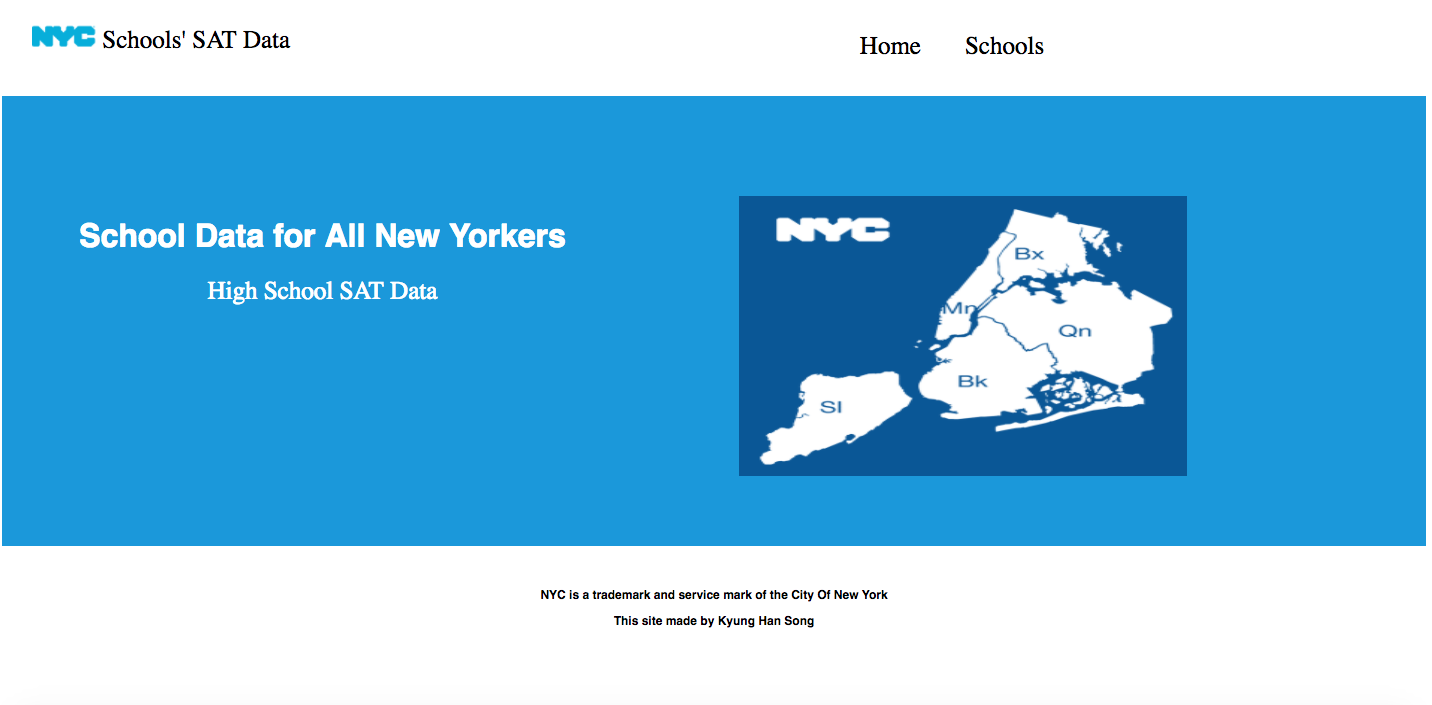 NYC Schools' SAT Data
Home Schools
School Data for All New Yorkers
High School SAT Data
NYC
Bx
Mn
Qn
Bk
SI
NYC is a trademark and service mark of the City Of New York
This site made by Kyung Han Song